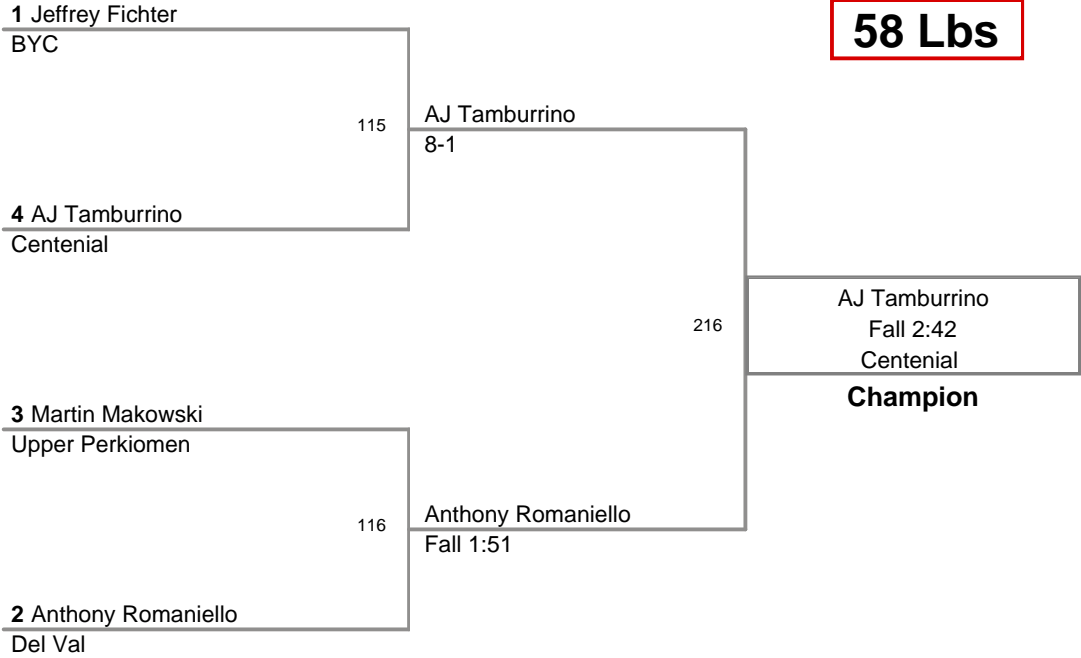 1 Jeffrey Fichter
BYC
58 Lbs
115
AJ Tamburrino
8-1
4 AJ Tamburrino
Centenial
216
AJ Tamburrino
Fall 2:42
Centenial
Champion
3 Martin Makowski
Upper Perkiomen
116
Anthony Romaniello
Fall 1:51
2 Anthony Romaniello
Del Val